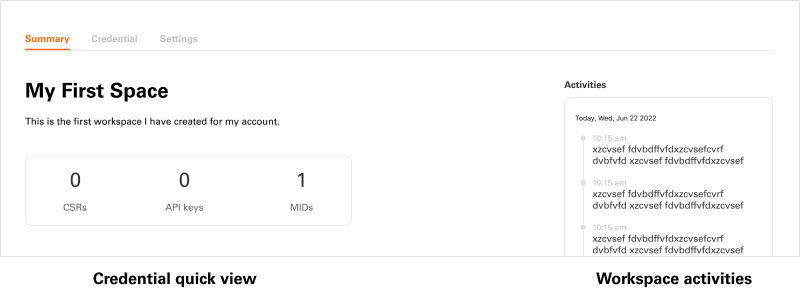 Summary Credential Settings
My First Space
This is the first workspace I have created for my account.
0 0 1
CSRs API keys MIDs
Activities
Today, Wed, Jun 22 2022
10:15 am
xzcvsef fdvbdffvfdxzcvsefcvrf
dvbfvfd xzcvsef fdvbdffvfdxzcvsef
10:15 am
xzcvsef fdvbdffvfdxzcvsefcvrf
dvbfvfd xzcvsef fdvbdffvfdxzcvsef
10:15 am
xzcvsef fdvbdffvfdxzcvsefcvrf
dvbfvfd xzcvsef fdvbdffvfdxzcvsef
Credential quick view
Workspace activities